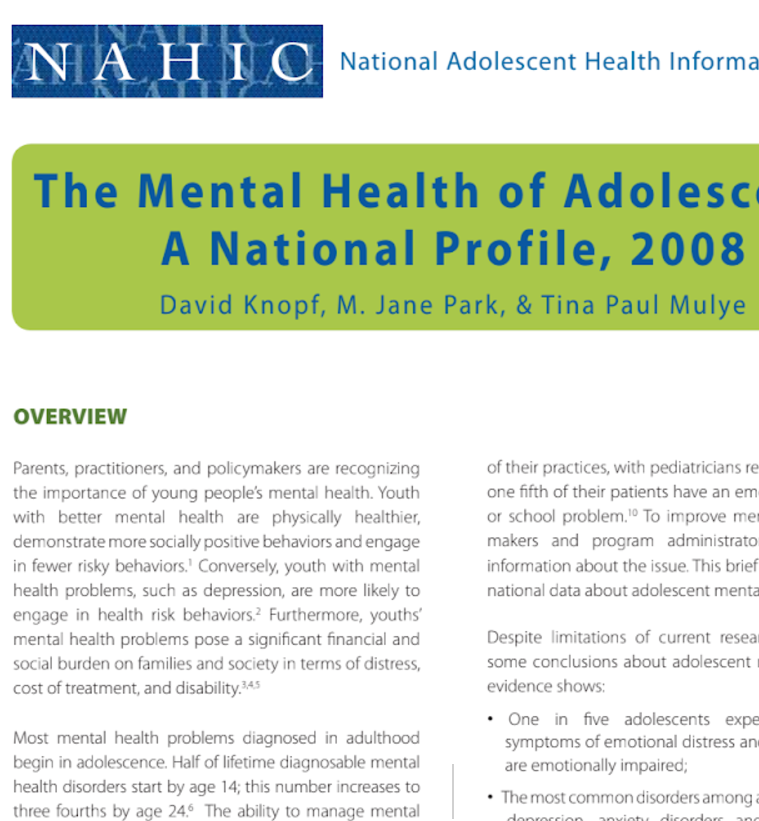 NAHIC
National Adolescent Health Informa
The Mental Health of Adolesc
A National Profile, 2008
David Knopf, M. Jane Park, & Tina Paul Mulye
OVERVIEW
Parents, practitioners, and policymakers are recognizing
the importance of young people's mental health. Youth
with better mental health are physically healthier,
demonstrate more socially positive behaviors and engage
in fewer risky behaviors.¹ Conversely, youth with mental
health problems, such as depression, are more likely to
engage in health risk behaviors.² Furthermore, youths'
mental health problems pose a significant financial and
social burden on families and society in terms of distress,
cost of treatment, and disability.³,⁴,⁵
Most mental health problems diagnosed in adulthood
begin in adolescence. Half of lifetime diagnosable mental
health disorders start by age 14; this number increases to
three fourths by age 24.⁶ The ability to manage mental
of their practices, with pediatricians re
one fifth of their patients have an em
or school problem.¹⁰ To improve me
makers and program administrato
information about the issue. This brief
national data about adolescent menta
Despite limitations of current resea
some conclusions about adolescent
evidence shows:
• One in five adolescents expe
symptoms of emotional distress an
are emotionally impaired;
• The most common disorders among a
depression, anxiety disorders, and